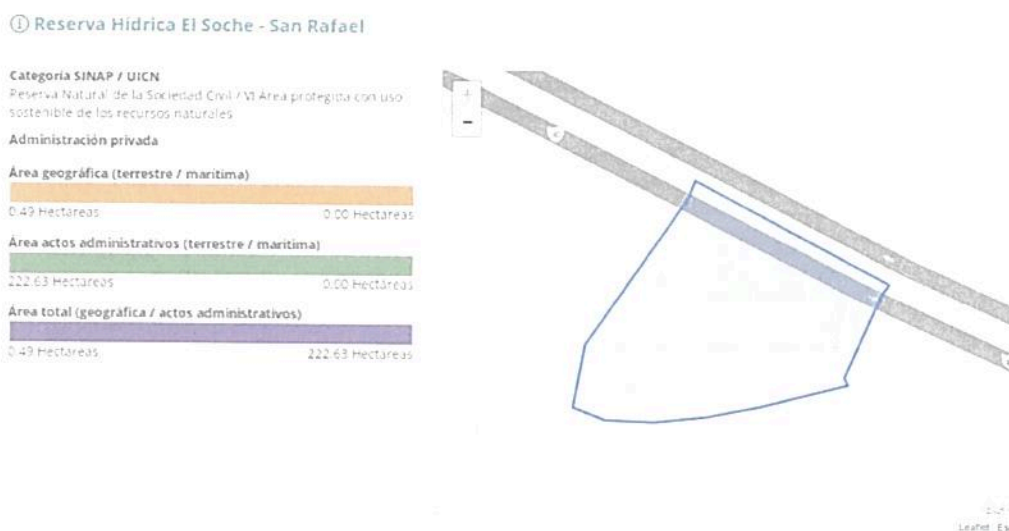 Reserva Hídrica El Soche - San Rafael
Categoría SINAP / UICN
Reserva Natural de la Sociedad Civil / VI Área protegida con uso
sostenible de los recursos naturales
Administración privada
Área geográfica (terrestre / marítima)
0.49 Hectáreas 0.00 Hectáreas
Área actos administrativos (terrestre / marítima)
222.63 Hectáreas 0.00 Hectáreas
Área total (geográfica / actos administrativos)
0.49 Hectáreas 222.63 Hectáreas
+
-
Leaflet Es